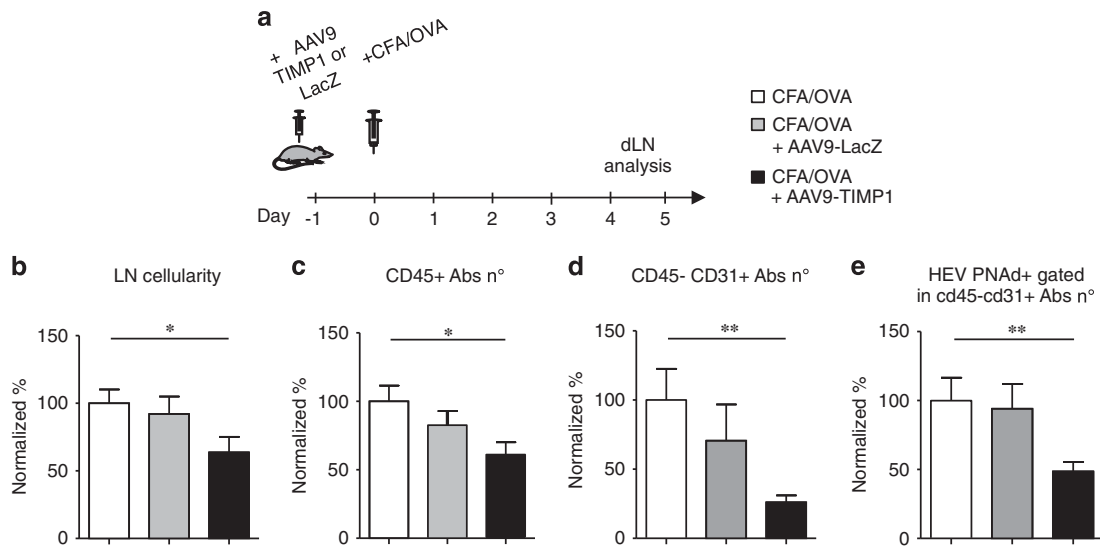 a
+ AAV9
TIMP1 or
LacZ
+CFA/OVA
dLN
analysis
Day -1 0 1 2 3 4 5
CFA/OVA
CFA/OVA
+ AAV9-LacZ
CFA/OVA
+ AAV9-TIMP1
b
LN cellularity
Normalized %
150
100
50
0
*
c
CD45+ Abs n°
Normalized %
150
100
50
0
*
d
CD45- CD31+ Abs n°
Normalized %
150
100
50
0
**
e
HEV PNAd+ gated
in cd45-cd31+ Abs n°
Normalized %
150
100
50
0
**